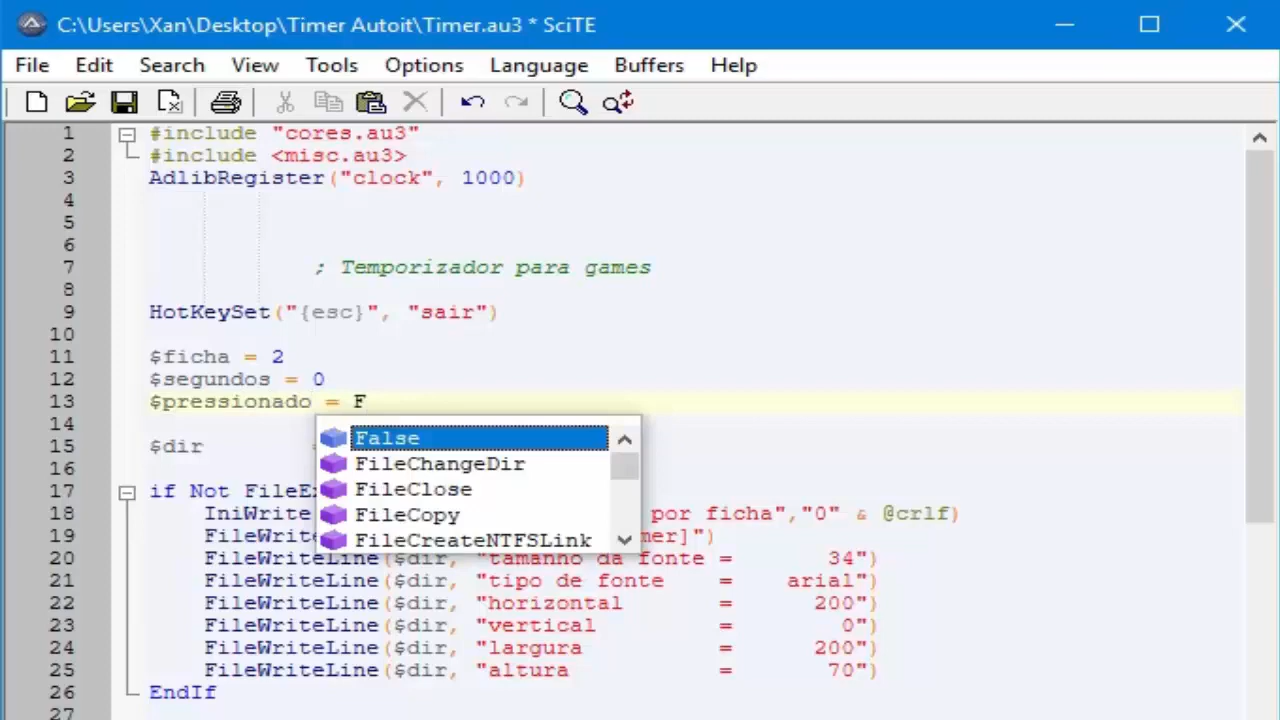 C:\Users\Xan\Desktop\Timer Autoit\Timer.au3 * SciTE
File Edit Search View Tools Options Language Buffers Help
1 #include "cores.au3"
2 #include <misc.au3>
3 AdlibRegister("clock", 1000)
4
5
6
7 ; Temporizador para games
8
9 HotKeySet("{esc}", "sair")
10
11 $ficha = 2
12 $segundos = 0
13 $pressionado = F
14
False
15 $dir
FileChangeDir
16
FileClose
17 if Not FileEx
FileCopy
18 IniWrite por ficha","0" & @crlf)
FileCreateNTFSLink
19 FileWrite mer]")
20 FileWriteLine($dir, "tamanho da fonte = 34")
21 FileWriteLine($dir, "tipo de fonte = arial")
22 FileWriteLine($dir, "horizontal = 200")
23 FileWriteLine($dir, "vertical = 0")
24 FileWriteLine($dir, "largura = 200")
25 FileWriteLine($dir, "altura = 70")
26 EndIf
27